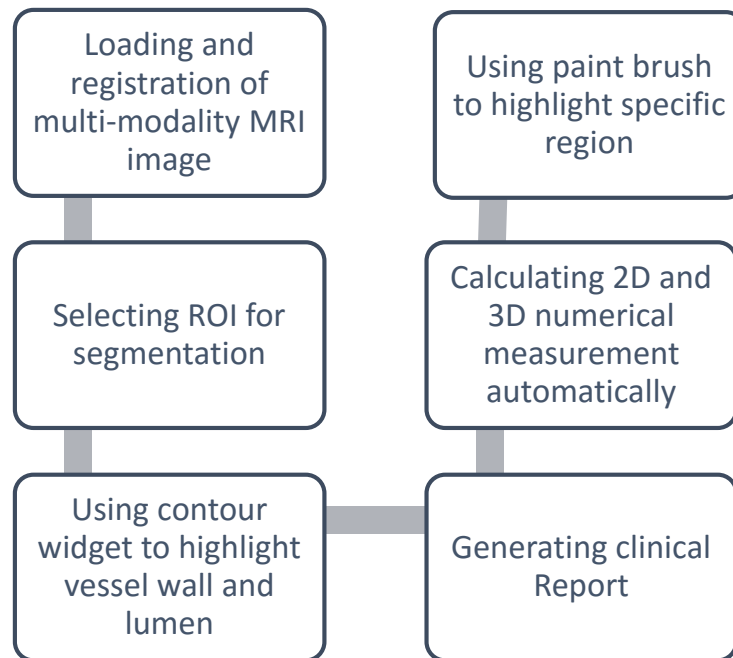 Loading and
registration of
multi-modality MRI
image
Selecting ROI for
segmentation
Using contour
widget to highlight
vessel wall and
lumen
Generating clinical
Report
Calculating 2D and
3D numerical
measurement
automatically
Using paint brush
to highlight specific
region